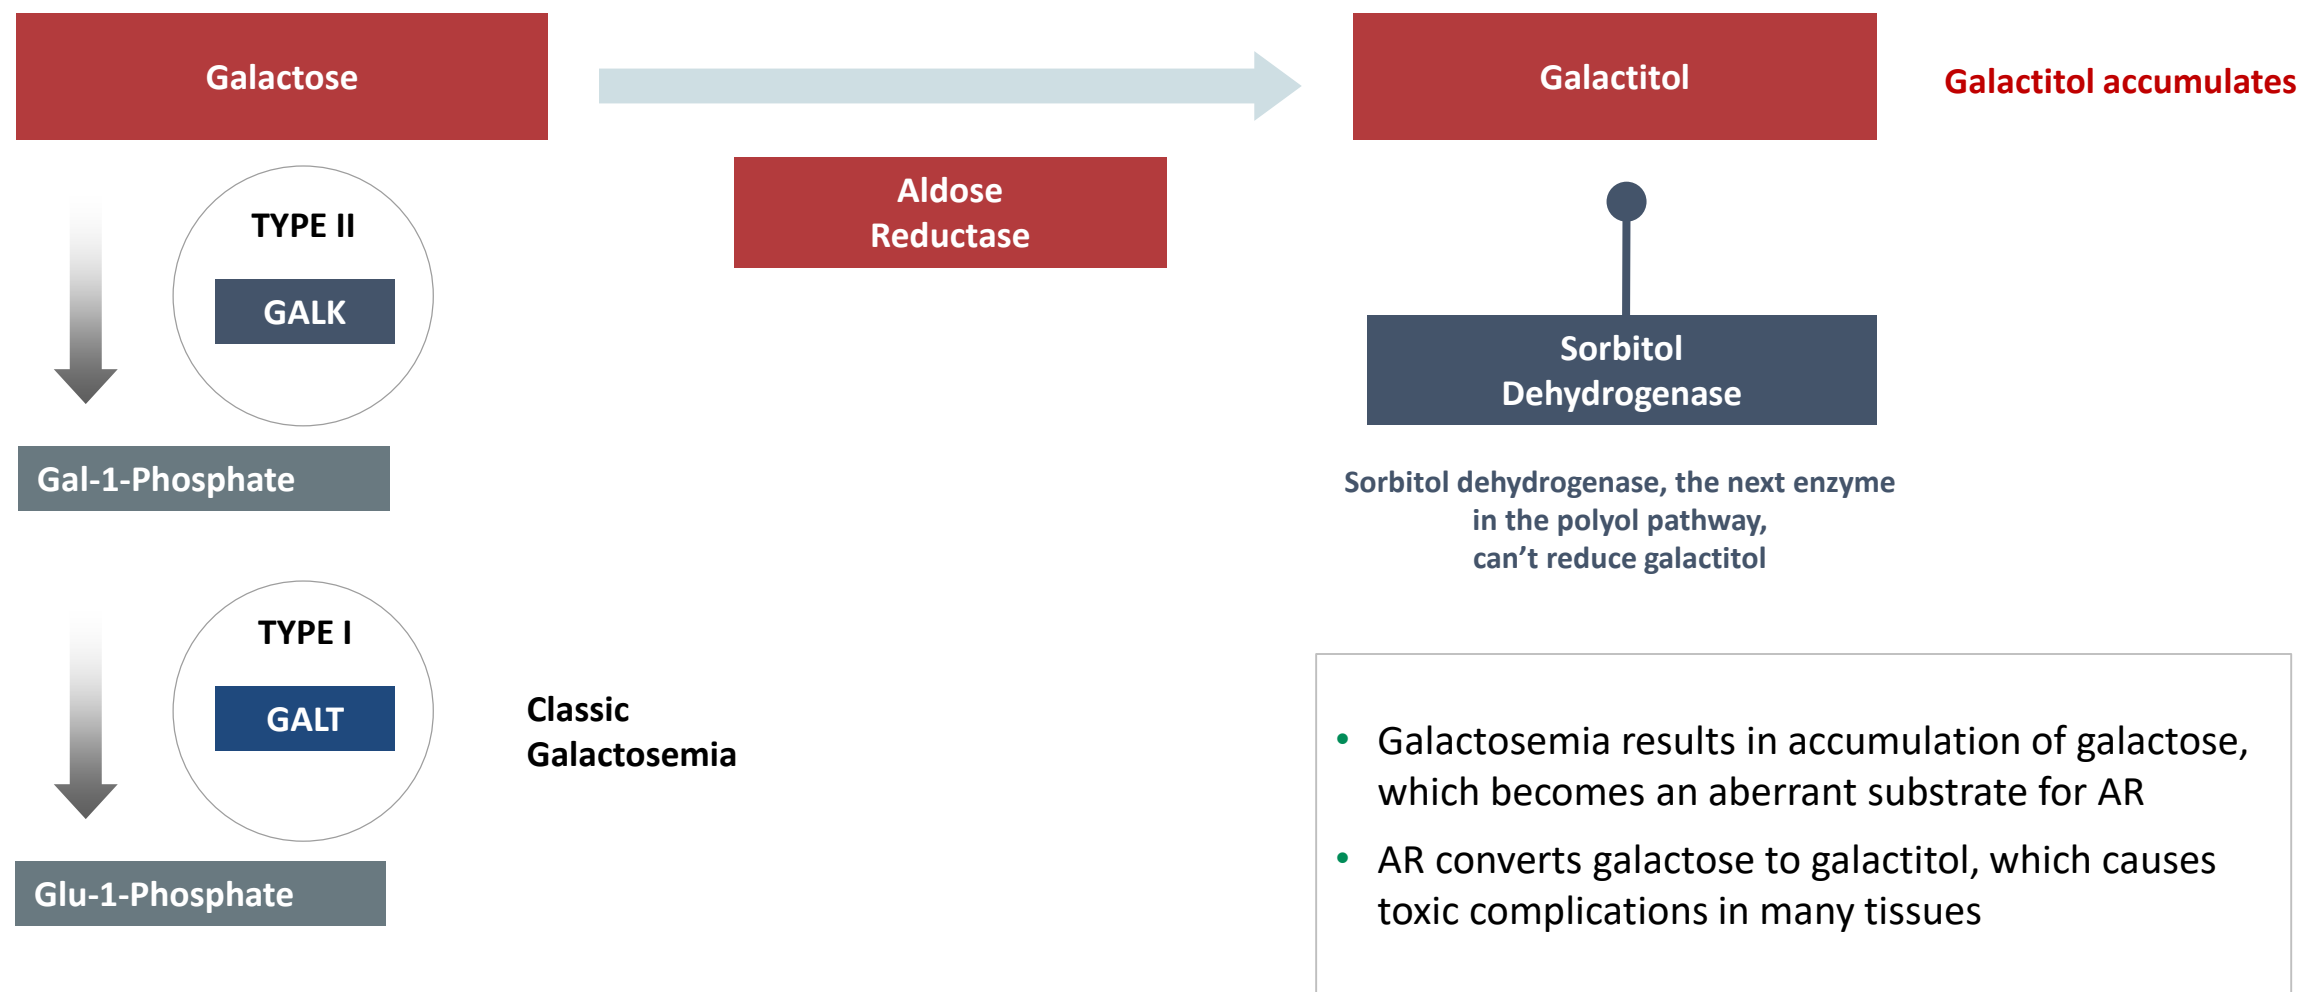 Galactose
Galactitol
Galactitol accumulates
Aldose
Reductase
TYPE II
GALK
Sorbitol
Dehydrogenase
Gal-1-Phosphate
Sorbitol dehydrogenase, the next enzyme
in the polyol pathway,
can’t reduce galactitol
TYPE I
GALT
Classic
Galactosemia
Glu-1-Phosphate
• Galactosemia results in accumulation of galactose,
which becomes an aberrant substrate for AR
• AR converts galactose to galactitol, which causes
toxic complications in many tissues